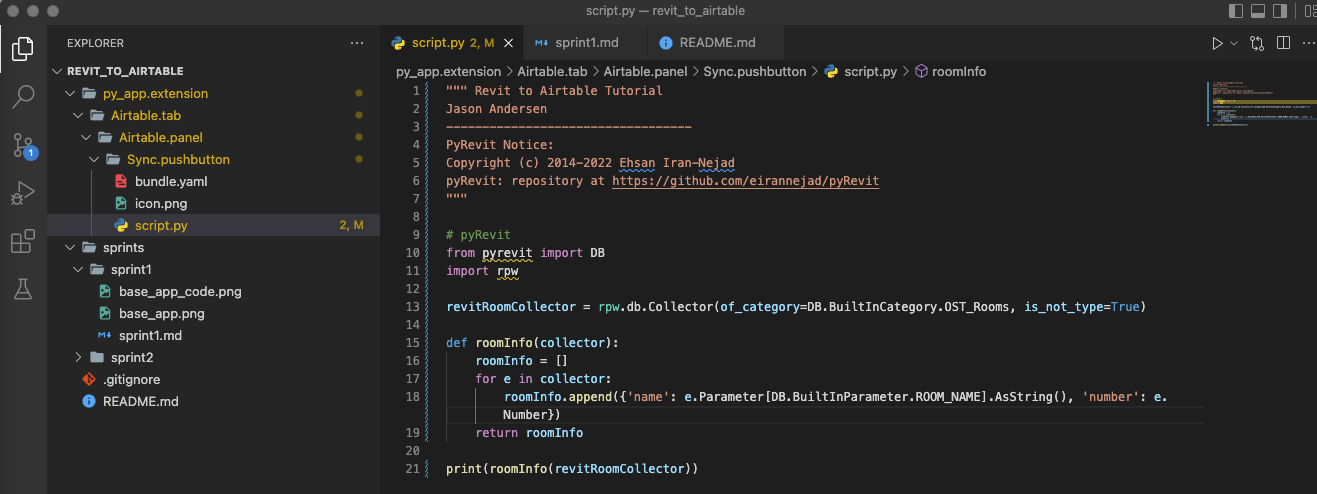 script.py — revit_to_airtable
EXPLORER
REVIT_TO_AIRTABLE
py_app.extension
Airtable.tab
Airtable.panel
Sync.pushbutton
bundle.yaml
icon.png
script.py 2, M
sprints
sprint1
base_app_code.png
base_app.png
sprint1.md
sprint2
.gitignore
README.md
1
script.py 2, M
sprint1.md
README.md
py_app.extension > Airtable.tab > Airtable.panel > Sync.pushbutton > script.py > roomInfo
1 """ Revit to Airtable Tutorial
2 Jason Andersen
3 ----------------------------------
4 PyRevit Notice:
5 Copyright (c) 2014-2022 Ehsan Iran-Nejad
6 pyRevit: repository at https://github.com/eirannejad/pyRevit
7 """
8
9 # pyRevit
10 from pyrevit import DB
11 import rpw
12
13 revitRoomCollector = rpw.db.Collector(of_category=DB.BuiltInCategory.OST_Rooms, is_not_type=True)
14
15 def roomInfo(collector):
16 roomInfo = []
17 for e in collector:
18 roomInfo.append({'name': e.Parameter[DB.BuiltInParameter.ROOM_NAME].AsString(), 'number': e.
Number})
19 return roomInfo
20
21 print(roomInfo(revitRoomCollector))